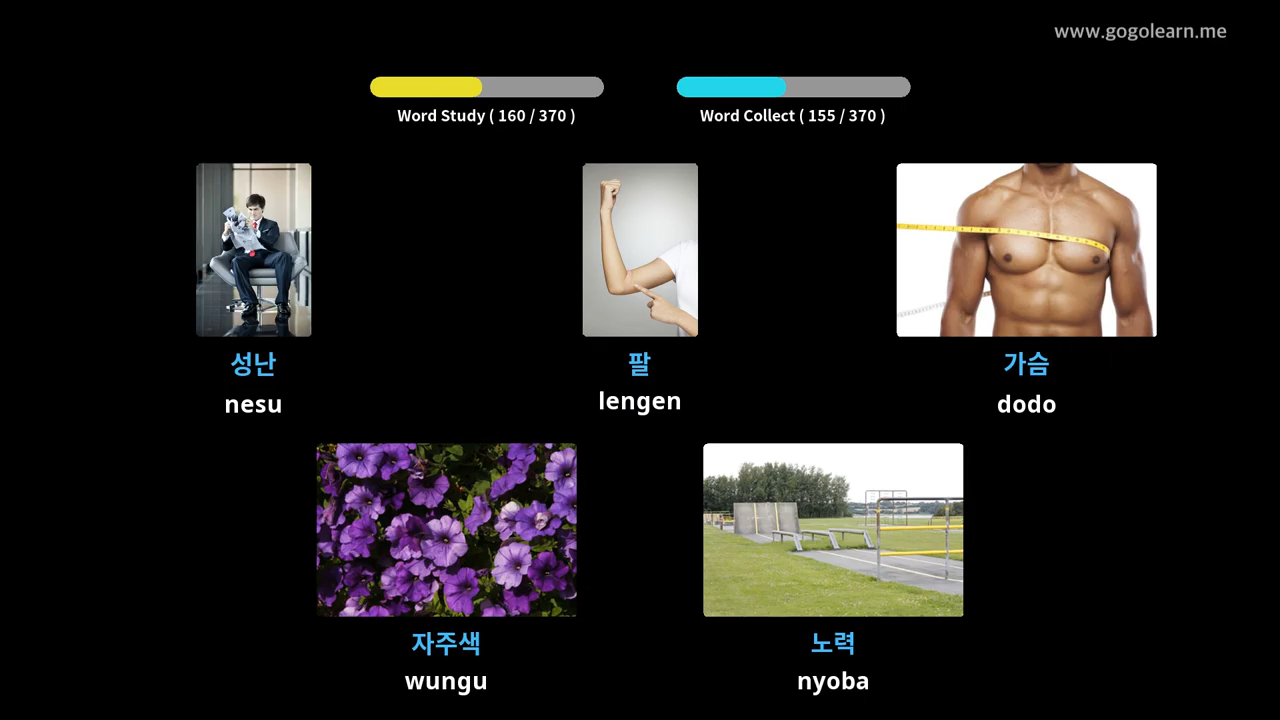 www.gogolearn.me
Word Study ( 160 / 370 )
Word Collect ( 155 / 370 )
성난
nesu
팔
lengen
가슴
dodo
자주색
wungu
노력
nyoba